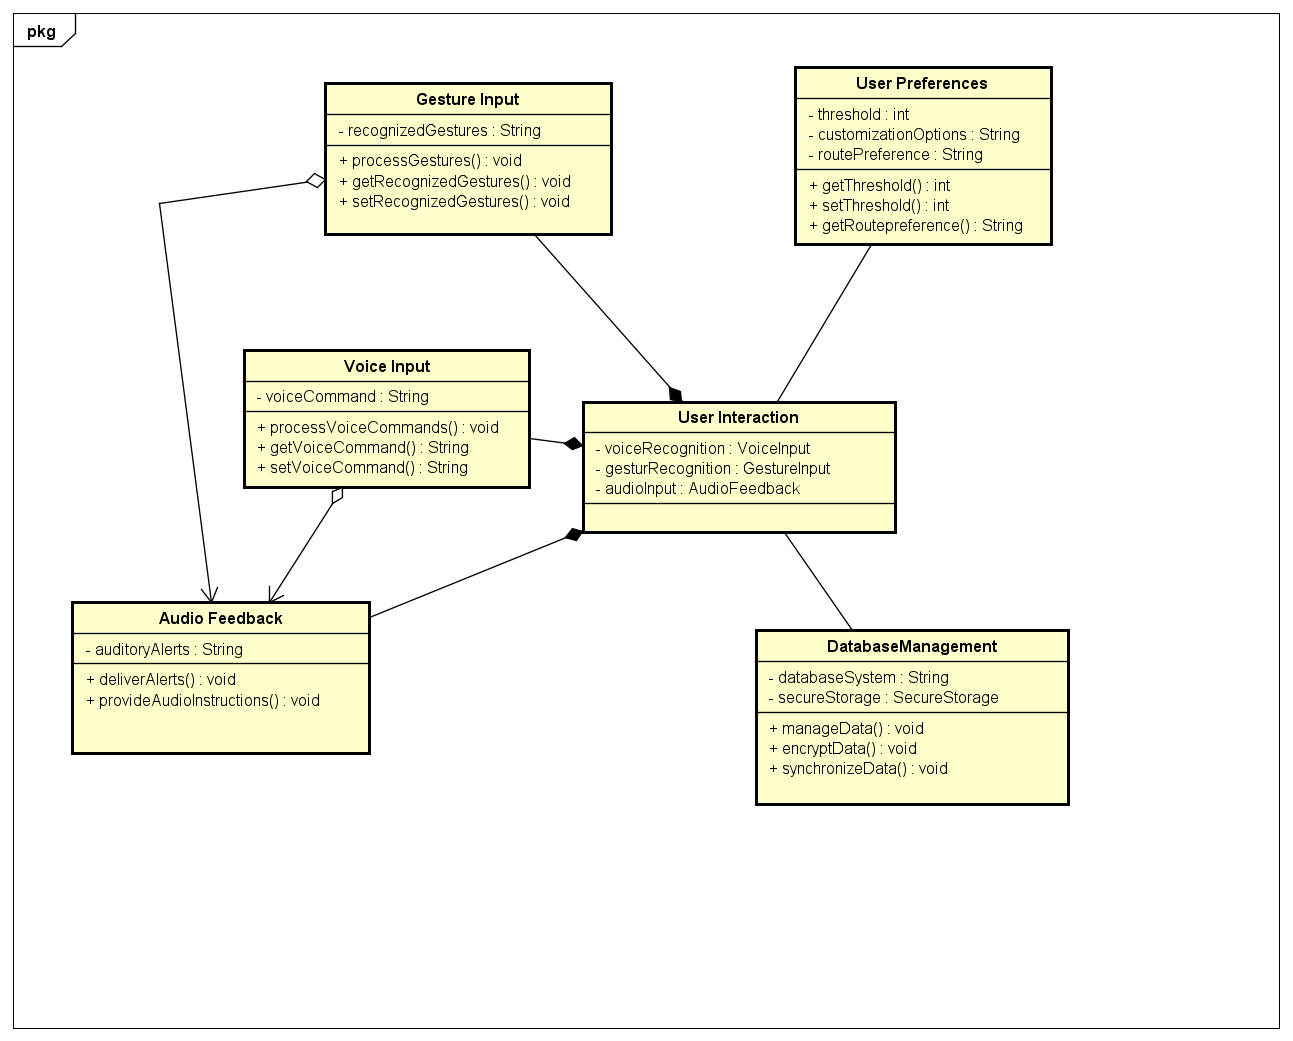 pkg
Gesture Input
- recognizedGestures : String
+ processGestures() : void
+ getRecognizedGestures() : void
+ setRecognizedGestures() : void
User Preferences
- threshold : int
- customizationOptions : String
- routePreference : String
+ getThreshold() : int
+ setThreshold() : int
+ getRoutepreference() : String
Voice Input
- voiceCommand : String
+ processVoiceCommands() : void
+ getVoiceCommand() : String
+ setVoiceCommand() : String
User Interaction
- voiceRecognition : VoiceInput
- gesturRecognition : GestureInput
- audioInput : AudioFeedback
Audio Feedback
- auditoryAlerts : String
+ deliverAlerts() : void
+ provideAudioInstructions() : void
DatabaseManagement
- databaseSystem : String
- secureStorage : SecureStorage
+ manageData() : void
+ encryptData() : void
+ synchronizeData() : void